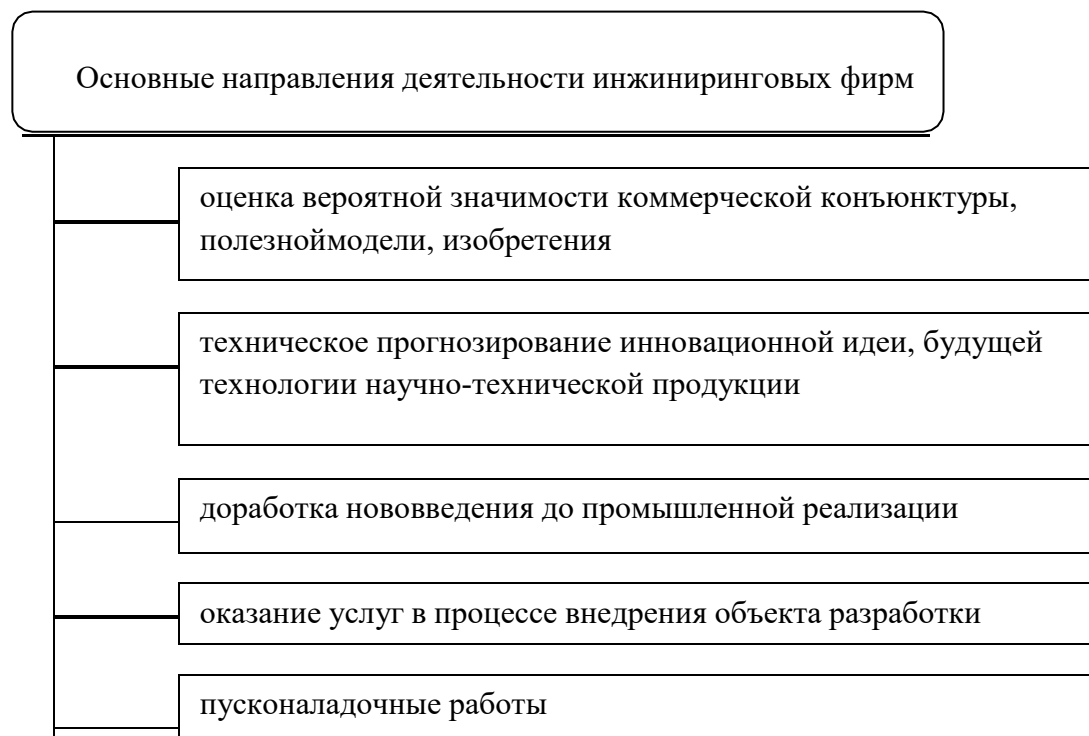 Основные направления деятельности инжиниринговых фирм
оценка вероятной значимости коммерческой конъюнктуры,
полезноймодели, изобретения
техническое прогнозирование инновационной идеи, будущей
технологии научно-технической продукции
доработка нововведения до промышленной реализации
оказание услуг в процессе внедрения объекта разработки
пусконаладочные работы